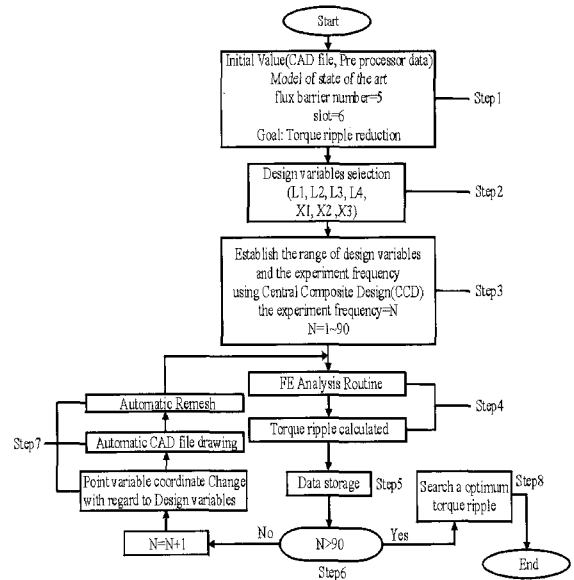 Start
Initial Value(CAD file, Pre processor data)
Model of state of the art
flux barrier number=5
slot=6
Goal: Torque ripple reduction
Step1
Design variables selection
(L1, L2, L3, L4,
X1, X2 ,X3)
Step2
Establish the range of design variables
and the experiment frequency
using Central Composite Design(CCD)
the experiment frequency=N
N=1~90
Step3
FE Analysis Routine
Torque ripple calculated
Step4
Automatic Remesh
Automatic CAD file drawing
Point variable coordinate Change
with regard to Design variables
Step7
Data storage
Step5
Search a optimum
torque ripple
Step8
N=N+1
No
N>90
Yes
Step6
End